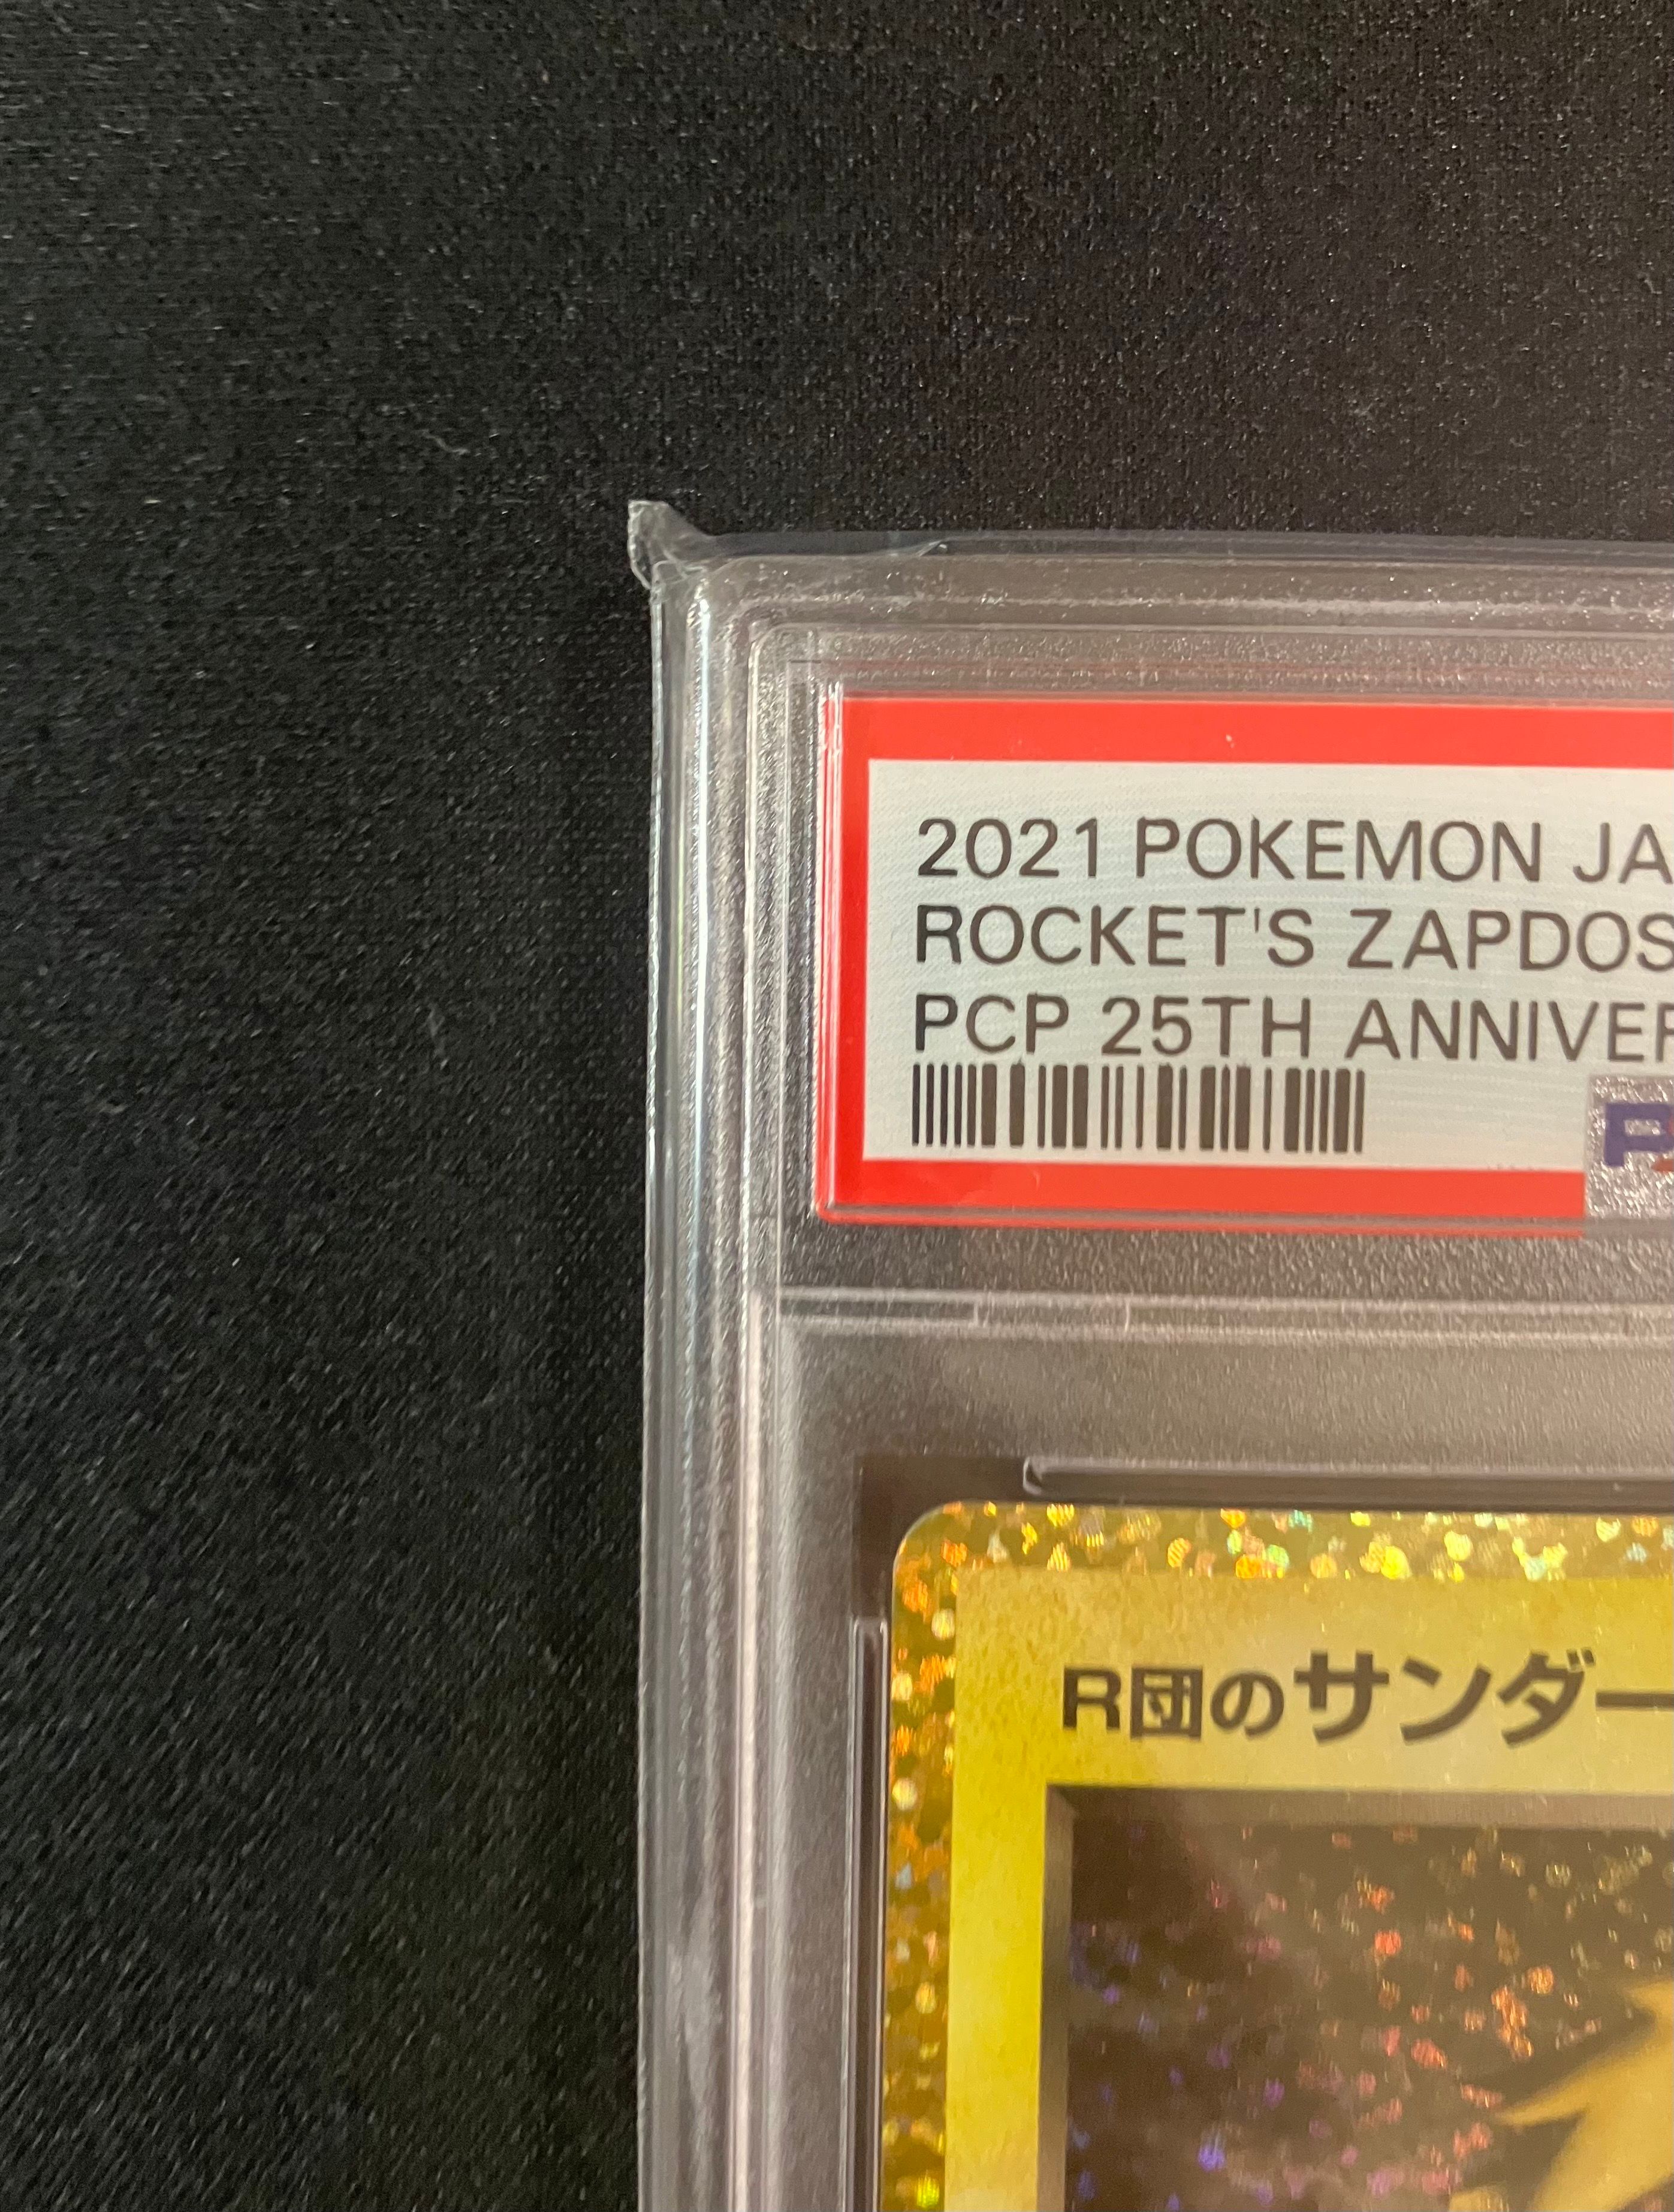 2021 POKEMON JA
ROCKET'S ZAPDOS
PCP 25TH ANNIVER
P
R団のサンダー